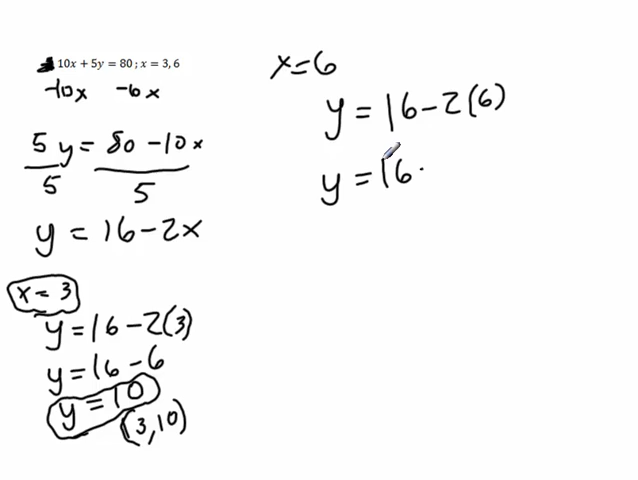 10x + 5y = 80 ; x = 3, 6
-10x -6x
5y = 80 - 10x
5 5
y = 16 - 2x
x = 3
y = 16 - 2(3)
y = 16 - 6
y = 10
(3,10)
x = 6
y = 16 - 2(6)
y = 16 -